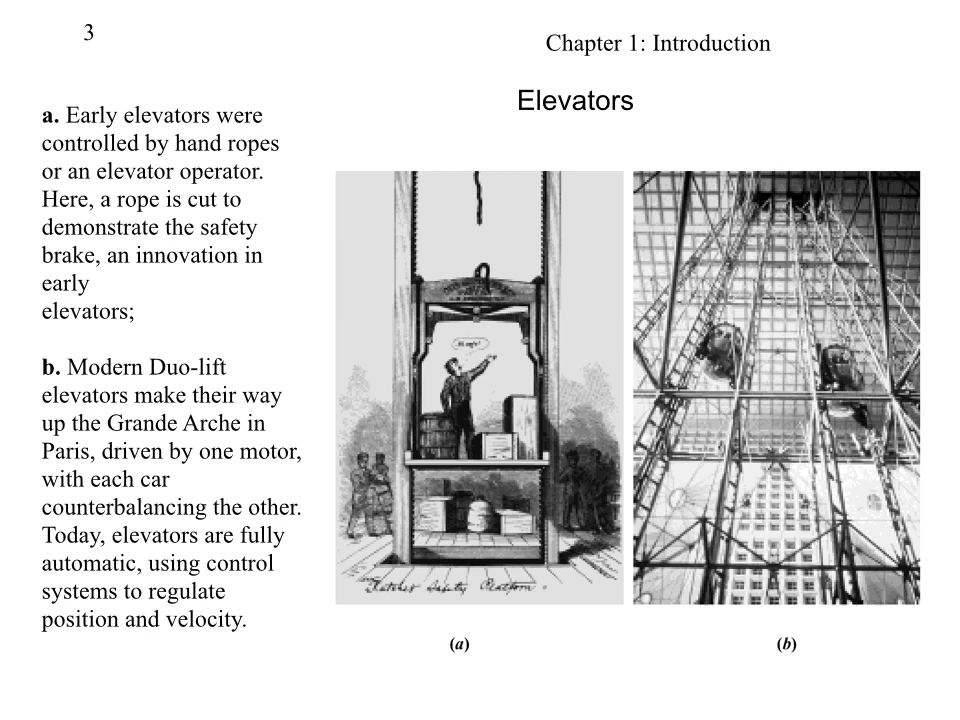 3
Chapter 1: Introduction
Elevators
a. Early elevators were
controlled by hand ropes
or an elevator operator.
Here, a rope is cut to
demonstrate the safety
brake, an innovation in
early
elevators;
b. Modern Duo-lift
elevators make their way
up the Grande Arche in
Paris, driven by one motor,
with each car
counterbalancing the other.
Today, elevators are fully
automatic, using control
systems to regulate
position and velocity.
Safety Platform
(a)
(b)